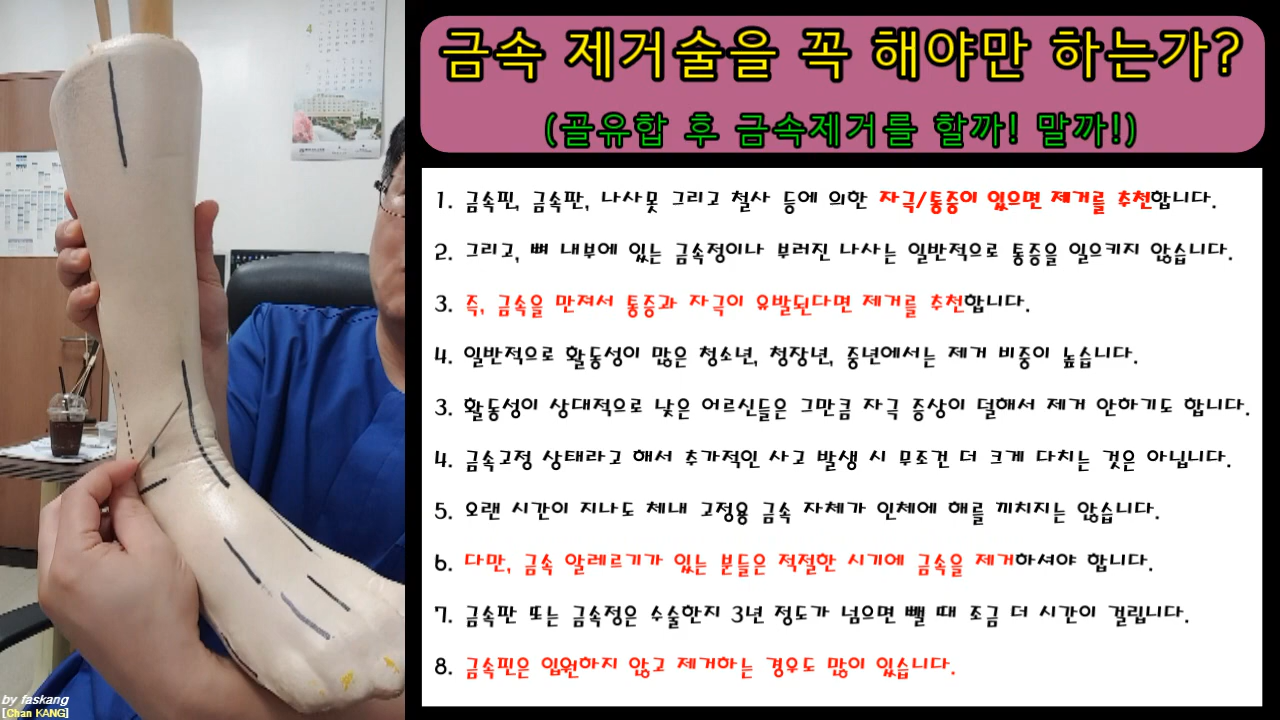 금속 제거술을 꼭 해야만 하는가?
(골유합 후 금속제거를 할까! 말까!)
1. 금속핀, 금속판, 나사못 그리고 철사 등에 의한 자극/통증이 있으면 제거를 추천합니다.
2. 그리고, 뼈 내부에 있는 금속정이나 부러진 나사는 일반적으로 통증을 일으키지 않습니다.
3. 즉, 금속을 만져서 통증과 자극이 유발된다면 제거를 추천합니다.
4. 일반적으로 활동성이 많은 청소년, 청장년, 중년에서는 제거 비중이 높습니다.
3. 활동성이 상대적으로 낮은 어르신들은 그만큼 자극 증상이 덜해서 제거 안하기도 합니다.
4. 금속고정 상태라고 해서 추가적인 사고 발생 시 무조건 더 크게 다치는 것은 아닙니다.
5. 오랜 시간이 지나도 체내 고정용 금속 자체가 인체에 해를 끼치지는 않습니다.
6. 다만, 금속 알레르기가 있는 분들은 적절한 시기에 금속을 제거하셔야 합니다.
7. 금속판 또는 금속정은 수술한지 3년 정도가 넘으면 뺄 때 조금 더 시간이 걸립니다.
8. 금속핀은 입원하지 않고 제거하는 경우도 많이 있습니다.
by faskang
[Chan KANG]